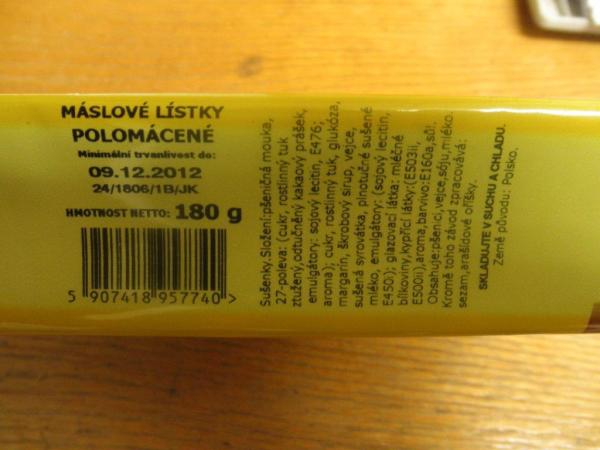 MÁSLOVÉ LÍSTKY
POLOMÁCENÉ
Minimální trvanlivost do:
09.12.2012
24/1806/1B/JK
HMOTNOST NETTO: 180 g
5 907418 957740 >
Sušenky.Složení:pšeničná mouka,
27-poleva: (cukr, rostlinný tuk
ztužený,odtučněný kakaový prášek,
emulgátory: sojový lecitin, E476;
aroma); cukr, rostlinný tuk, glukóza,
margarín, škrobový sirup, vejce,
sušená syrovátka, plnotučné sušené
mléko, emulgátory: (sojový lecitin,
E450i); glazovací látka: mléčné
bílkoviny,kypřící látky:(E503ii,
E500ii),aroma,barvivo:E160a,sůl.
Obsahuje:pšenici,vejce,sóju,mléko.
Kromě toho závod zpracovává:
sezam,arašídové oříšky.
SKLADUJTE V SUCHU A CHLADU.
Země původu: Polsko.